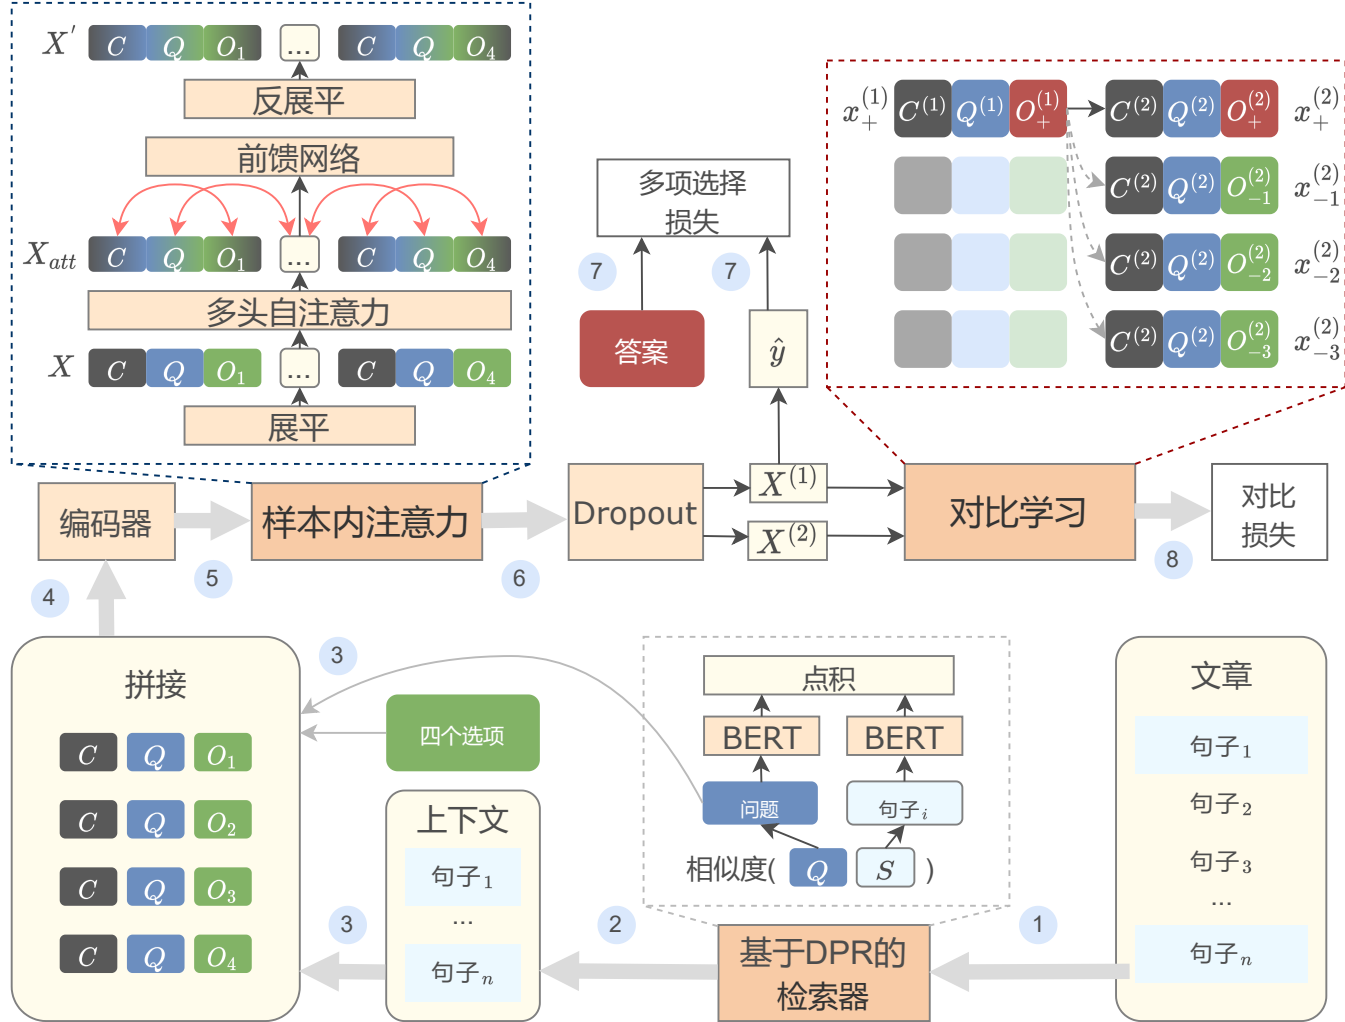 X′ C Q O₁ ... C Q O₄
反展平
前馈网络
X_att C Q O₁ ... C Q O₄
多头自注意力
X C Q O₁ ... C Q O₄
展平
x₊⁽¹⁾ C⁽¹⁾ Q⁽¹⁾ O₊⁽¹⁾ C⁽²⁾ Q⁽²⁾ O₊⁽²⁾ x₊⁽²⁾
C⁽²⁾ Q⁽²⁾ O₋₁⁽²⁾ x₋₁⁽²⁾
C⁽²⁾ Q⁽²⁾ O₋₂⁽²⁾ x₋₂⁽²⁾
C⁽²⁾ Q⁽²⁾ O₋₃⁽²⁾ x₋₃⁽²⁾
多项选择
损失
7 7
答案
ŷ
编码器
样本内注意力
Dropout
X⁽¹⁾
X⁽²⁾
对比学习
对比
损失
4
5
6
8
拼接
C Q O₁
C Q O₂
C Q O₃
C Q O₄
3
四个选项
上下文
句子₁
...
句子ₙ
3
2
点积
BERT BERT
问题 句子ᵢ
相似度( Q S )
基于DPR的
检索器
1
文章
句子₁
句子₂
句子₃
...
句子ₙ